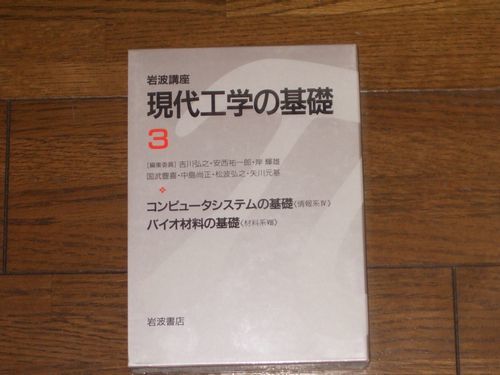 岩波講座
現代工学の基礎
3
[編集委員] 吉川弘之・安西祐一郎・岸 輝雄
国武豊喜・中島尚正・松波弘之・矢川元基
コンピュータシステムの基礎〈情報系Ⅳ〉
バイオ材料の基礎〈材料系Ⅷ〉
岩波書店